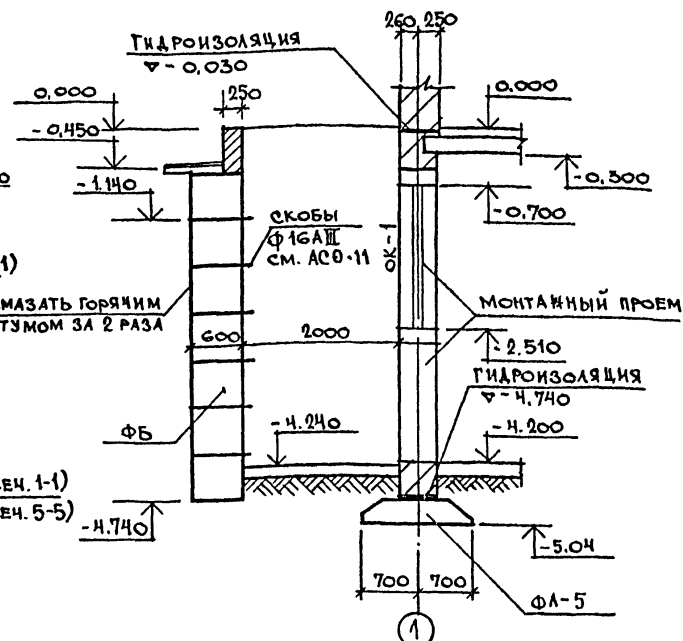 260 250
ГИДРОИЗОЛЯЦИЯ
-0,030
0,000
250
0.000
-0,450
-0,300
-1.140
-0,700
СКОБЫ
ф16АIII
см. АСО-11
ОК-1
1)
МАЗАТЬ ГОРЯЧИМ
ТУМОМ ЗА 2 РАЗА
МОНТАЖНЫЙ ПРОЕМ
600 2000
-2.510
ГИДРОИЗОЛЯЦИЯ
-4.740
ФБ
-4.240
-4.200
ЕЧ. 1-1)
ЕЧ. 5-5)
-4.740
-5.04
700 700
ФЛ-5
1